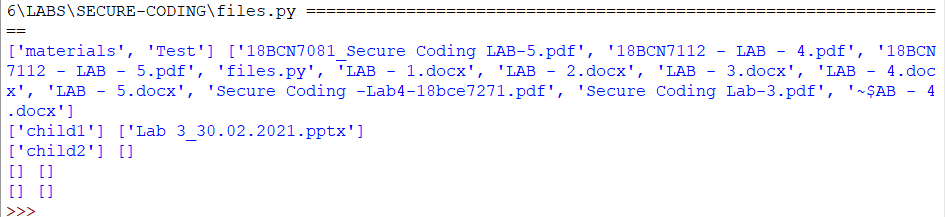 6\LABS\SECURE-CODING\files.py ===============================================================
==
['materials', 'Test'] ['18BCN7081_Secure Coding LAB-5.pdf', '18BCN7112 - LAB - 4.pdf', '18BCN
7112 - LAB - 5.pdf', 'files.py', 'LAB - 1.docx', 'LAB - 2.docx', 'LAB - 3.docx', 'LAB - 4.doc
x', 'LAB - 5.docx', 'Secure Coding -Lab4-18bce7271.pdf', 'Secure Coding Lab-3.pdf', '~$AB - 4
.docx']
['child1'] ['Lab 3_30.02.2021.pptx']
['child2'] []
[] []
[] []
>>>